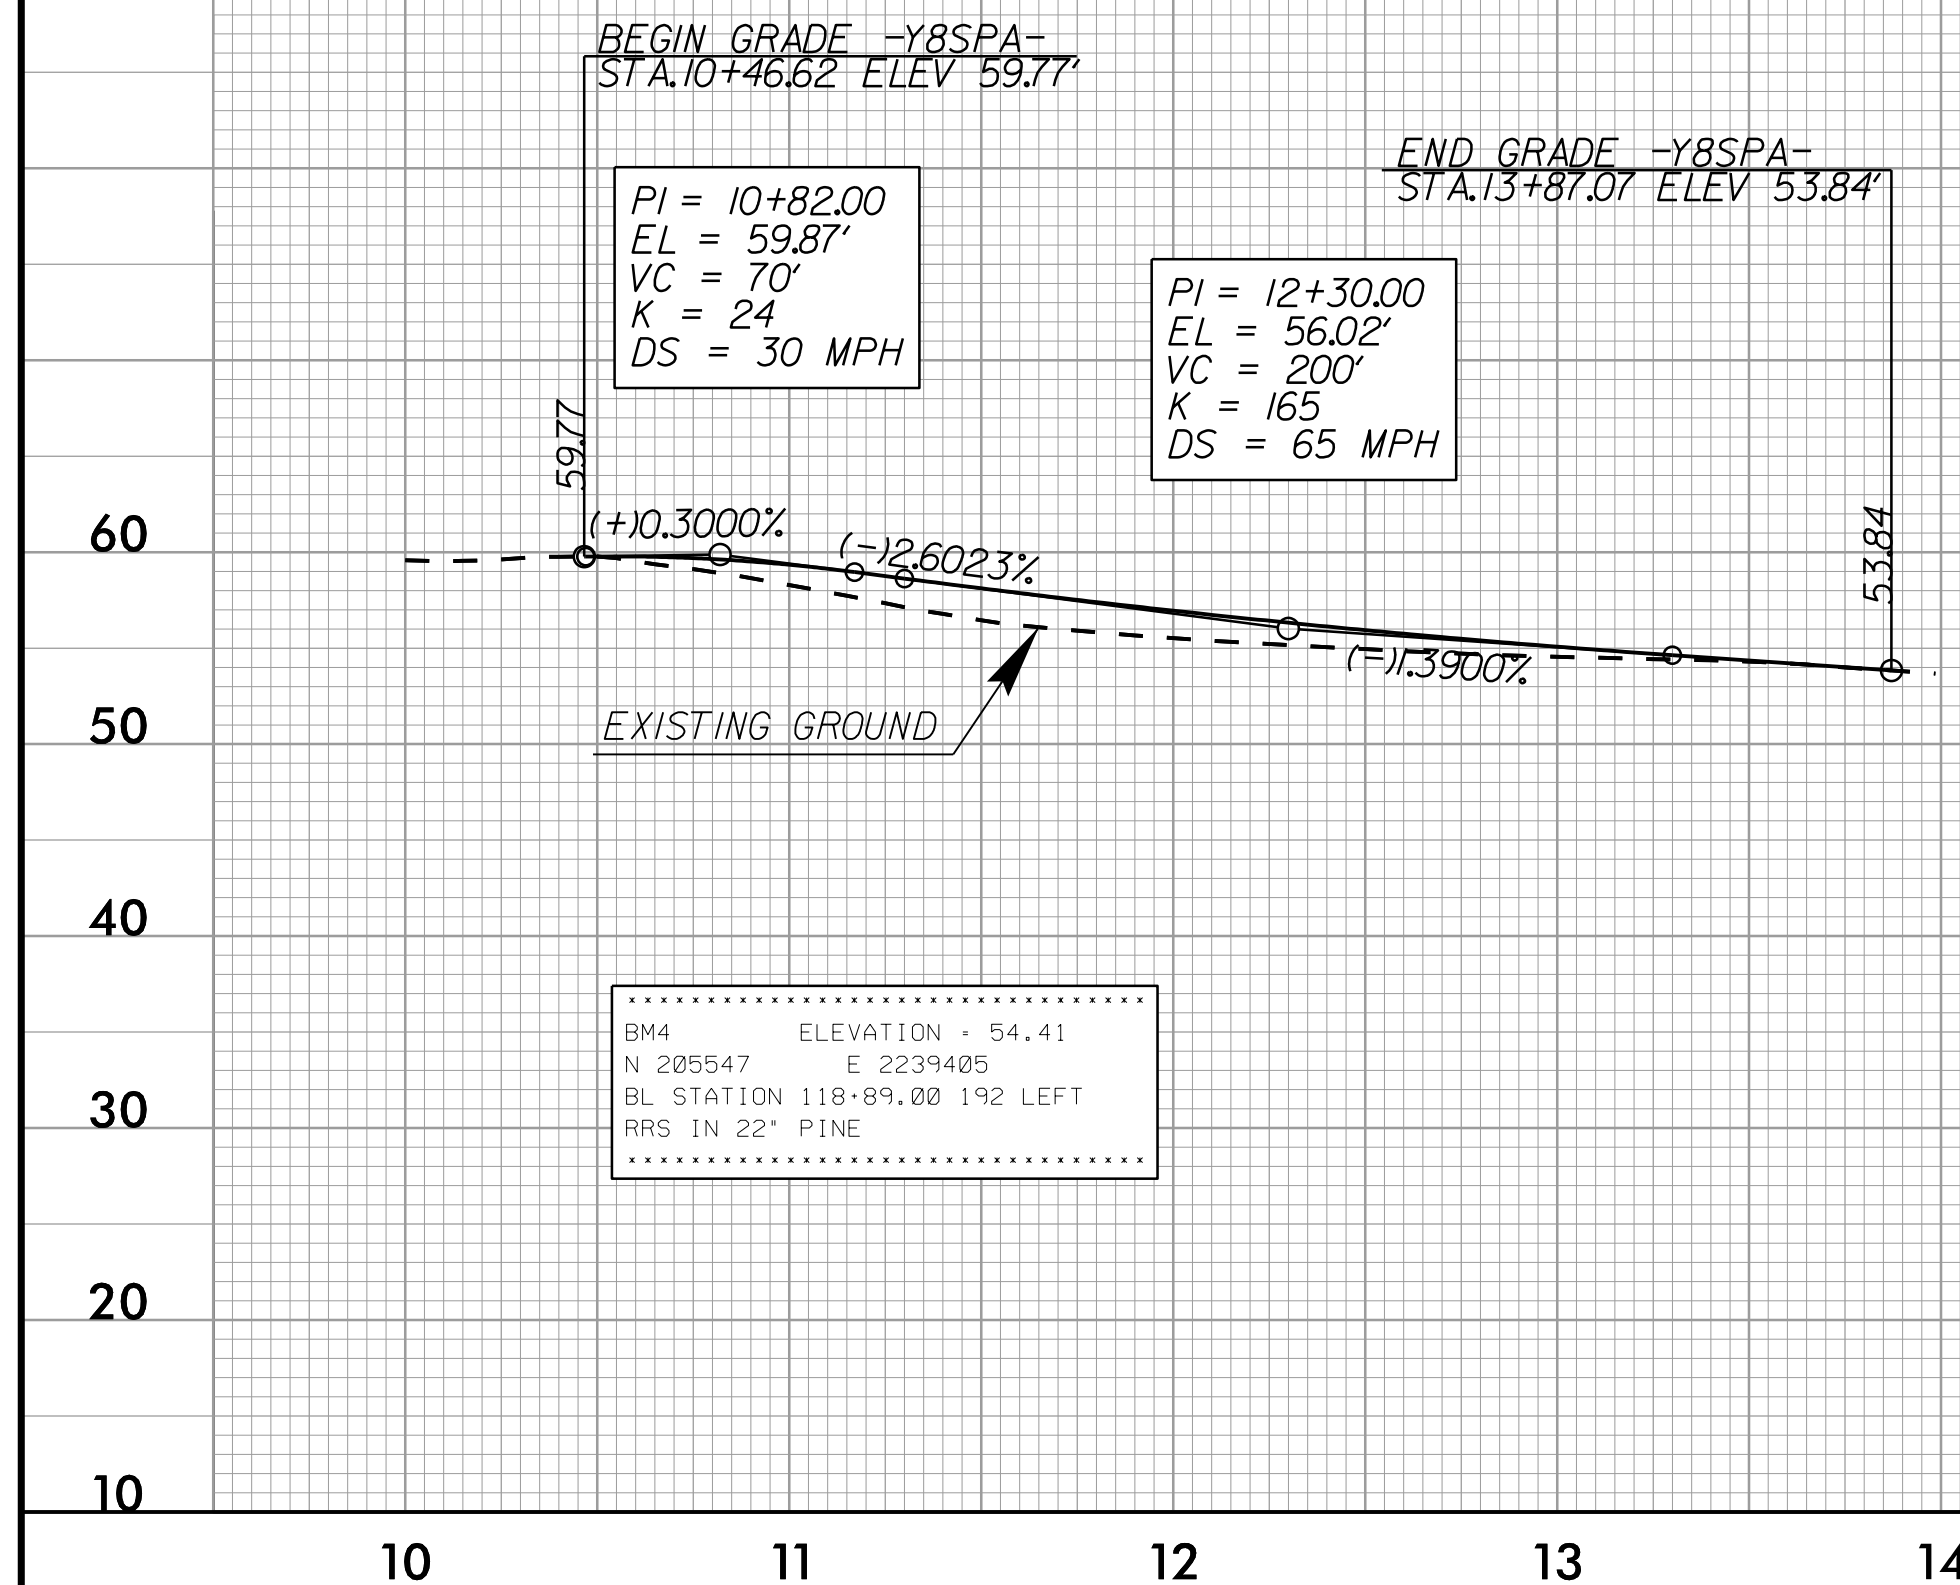 BEGIN GRADE -Y8SPA-
STA.10+46.62 ELEV 59.77'
END GRADE -Y8SPA-
STA.13+87.07 ELEV 53.84'
PI = 10+82.00
EL = 59.87'
VC = 70'
K = 24
DS = 30 MPH
PI = 12+30.00
EL = 56.02'
VC = 200'
K = 165
DS = 65 MPH
59.77
(+)0.3000%
(-)2.6023%
(-)1.3900%
53.84
EXISTING GROUND
60
50
40
30
20
10
* * * * * * * * * * * * * * * * * * * * * * * * * * * * * * * * *
BM4 ELEVATION = 54.41
N 205547 E 2239405
BL STATION 118+89.00 192 LEFT
RRS IN 22" PINE
* * * * * * * * * * * * * * * * * * * * * * * * * * * * * * * * *
10 11 12 13 14